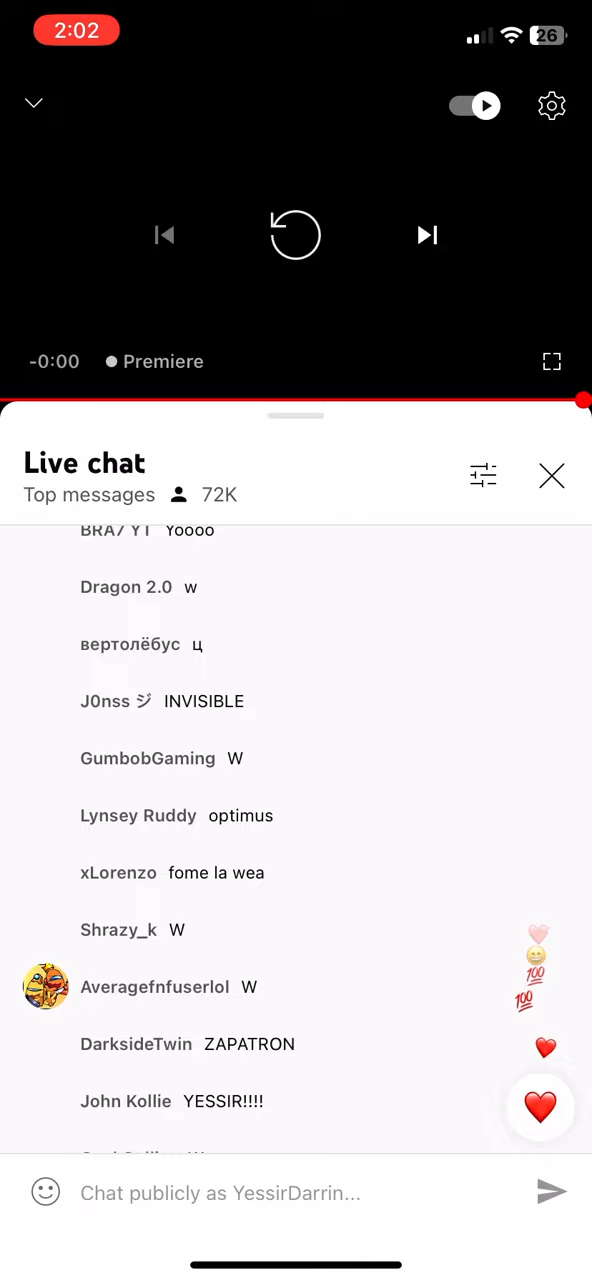 2:02
26
-0:00 Premiere
Live chat
Top messages 72K
BRA7 YT Yoooo
Dragon 2.0 w
вертолёбус ц
J0nss ジ INVISIBLE
GumbobGaming W
Lynsey Ruddy optimus
xLorenzo fome la wea
Shrazy_k W
Averagefnfuserlol W
DarksideTwin ZAPATRON
John Kollie YESSIR!!!!
Chat publicly as YessirDarrin...